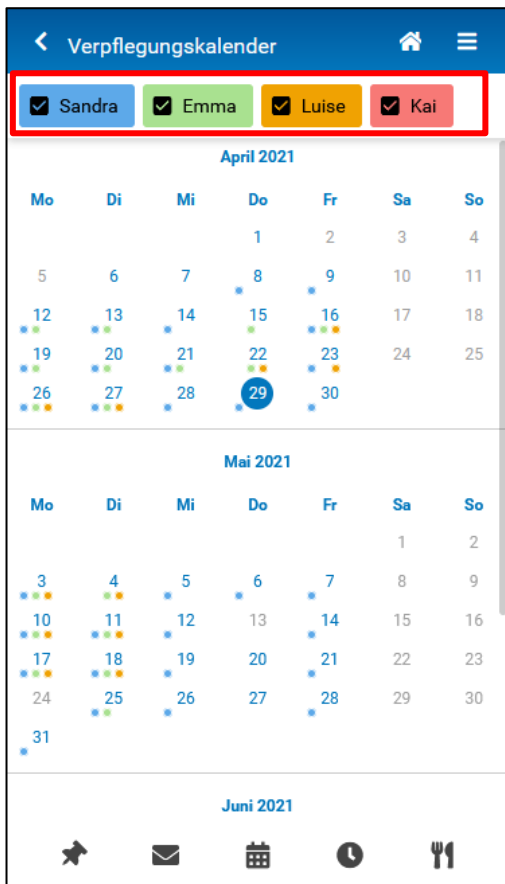 Verpflegungskalender
Sandra Emma Luise Kai
April 2021
Mo Di Mi Do Fr Sa So
1 2 3 4
5 6 7 8 9 10 11
12 13 14 15 16 17 18
19 20 21 22 23 24 25
26 27 28 29 30
Mai 2021
Mo Di Mi Do Fr Sa So
1 2
3 4 5 6 7 8 9
10 11 12 13 14 15 16
17 18 19 20 21 22 23
24 25 26 27 28 29 30
31
Juni 2021